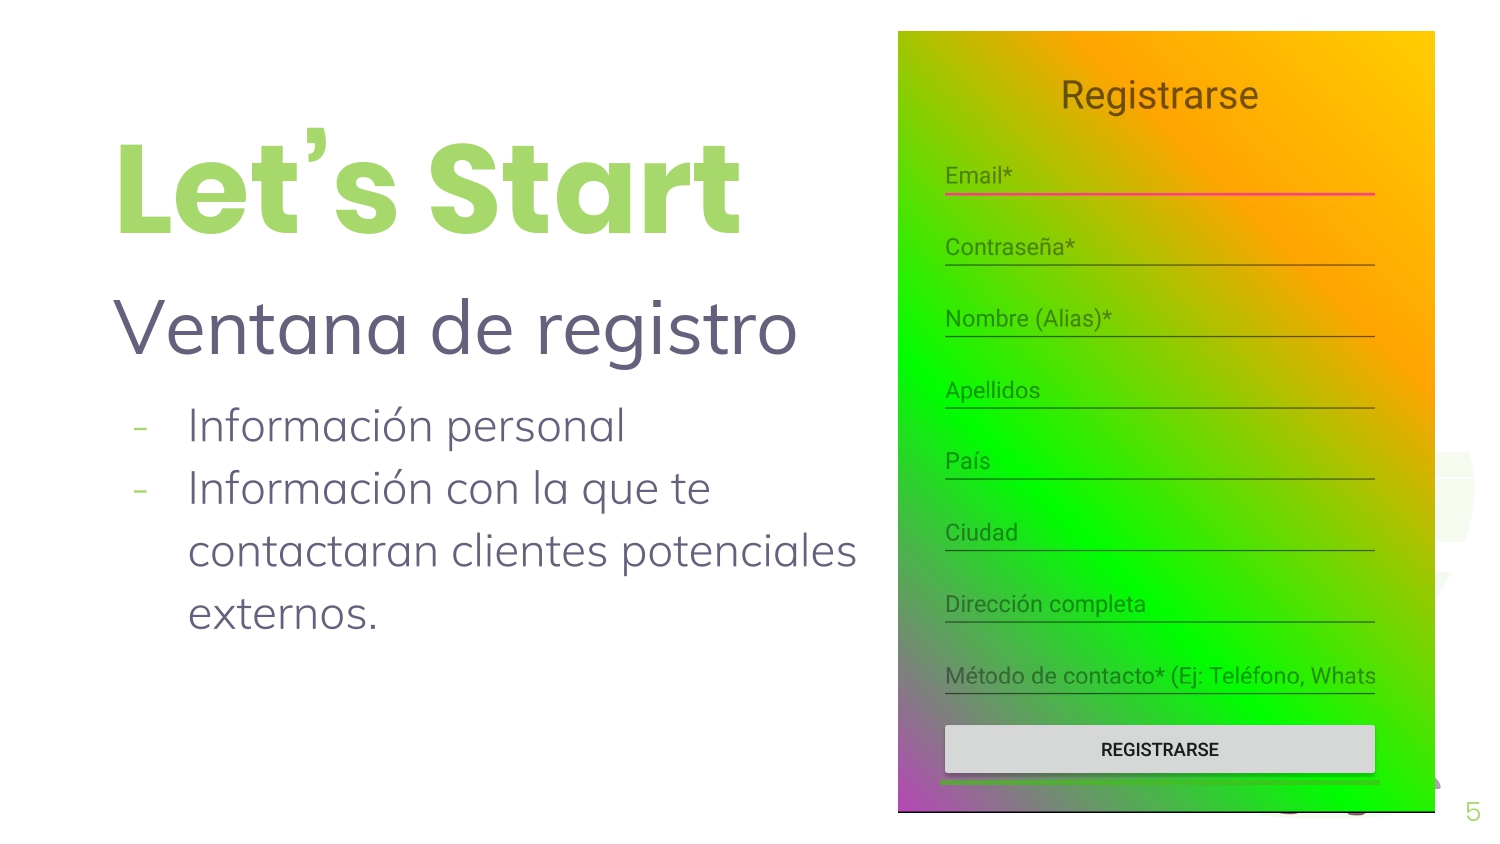 Let’s Start
Ventana de registro
- Información personal
- Información con la que te
contactaran clientes potenciales
externos.
Registrarse
Email*
Contraseña*
Nombre (Alias)*
Apellidos
País
Ciudad
Dirección completa
Método de contacto* (Ej: Teléfono, Whats
REGISTRARSE
5